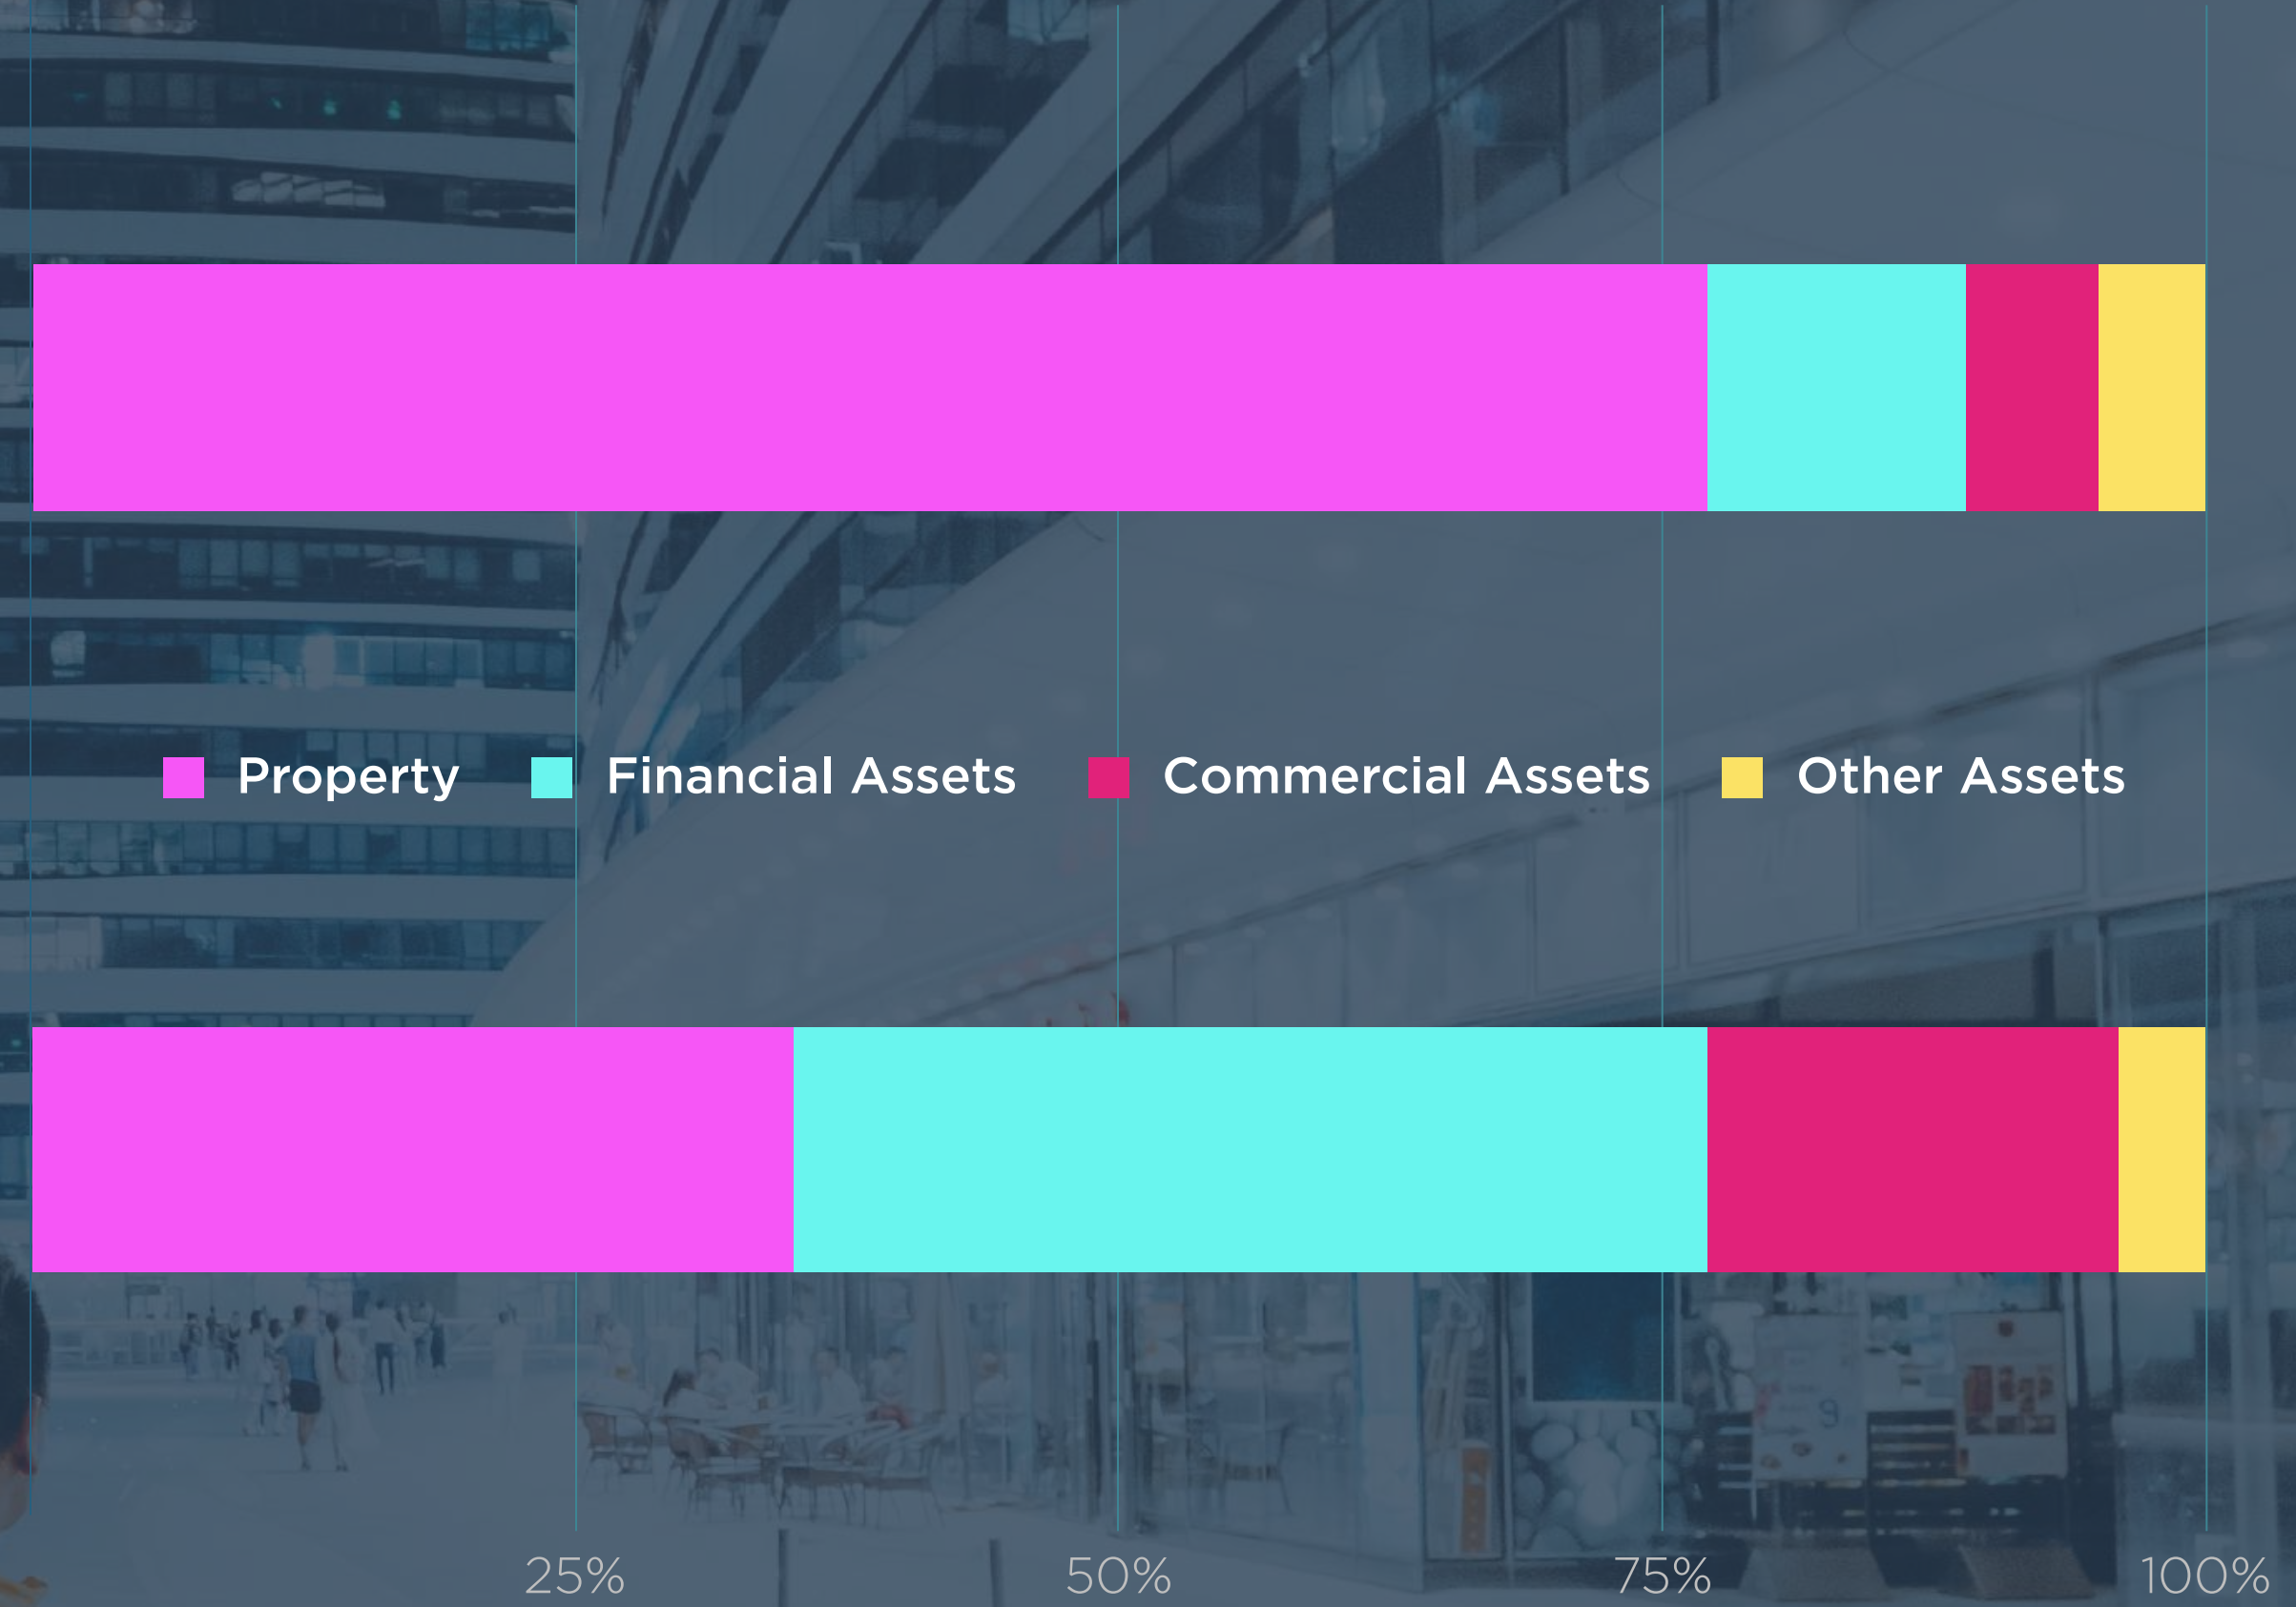 Property Financial Assets Commercial Assets Other Assets
25% 50% 75% 100%